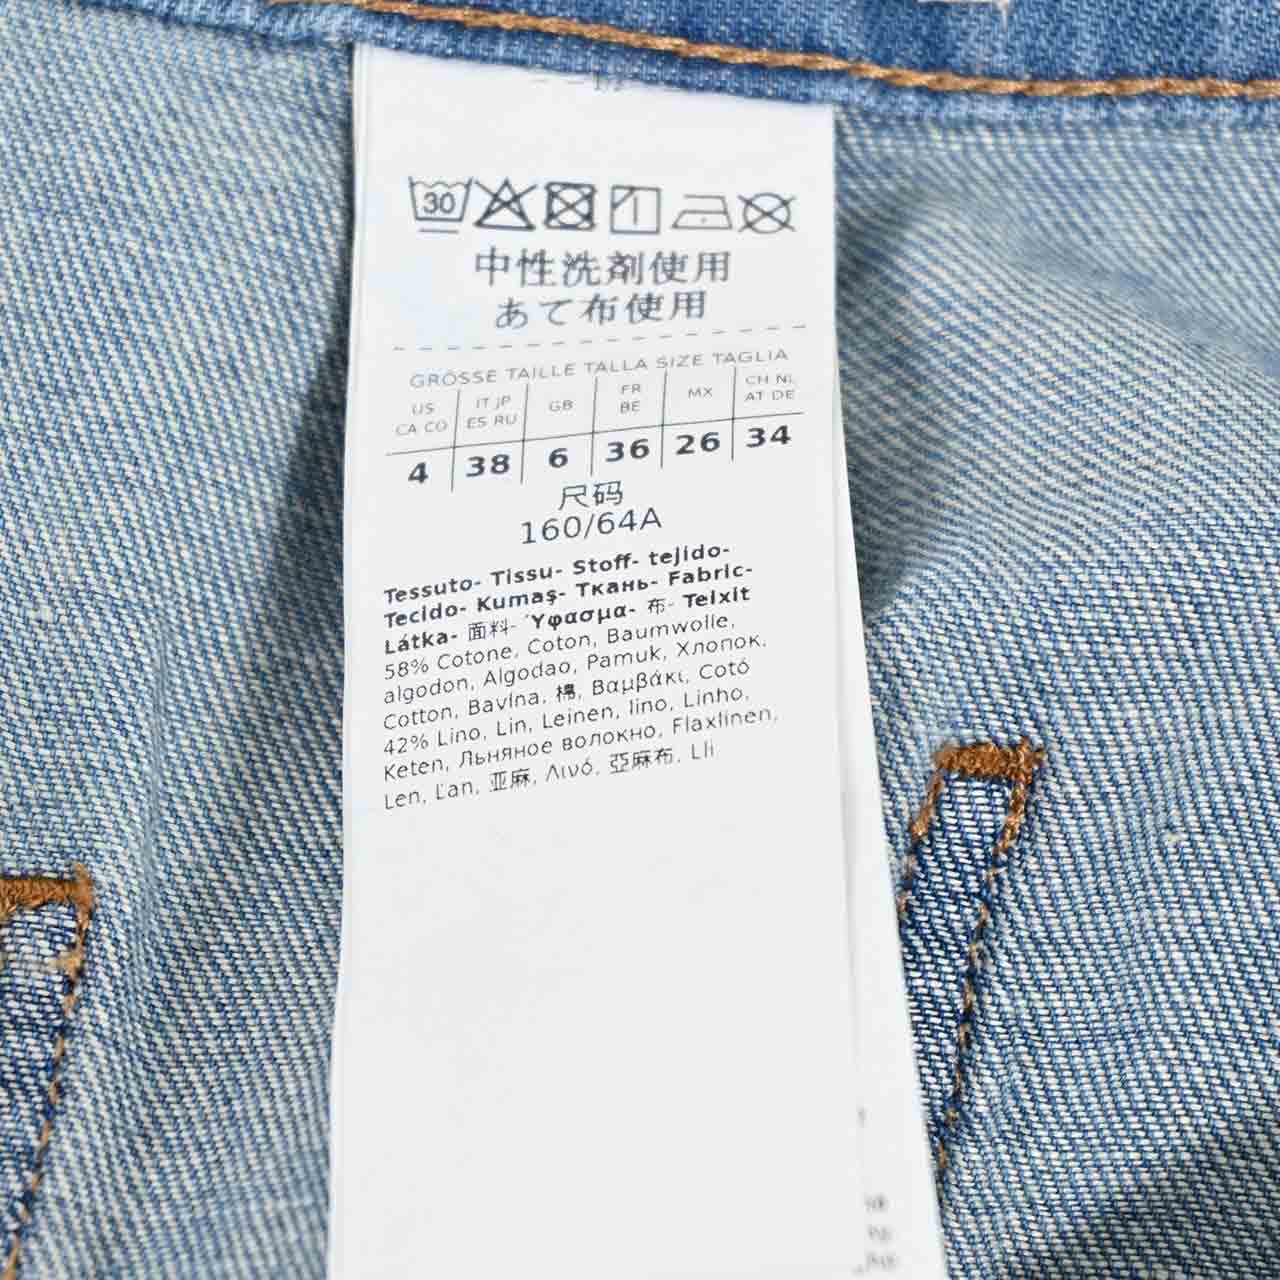 30
中性洗剤使用
あて布使用
GRÖSSE TAILLE TALLA SIZE TAGLIA
US CA CO IT JP ES RU GB FR BE MX CH NL AT DE
4 38 6 36 26 34
尺码
160/64A
Tessuto- Tissu- Stoff- tejido-
Tecido- Kumaş- Ткань- Fabric-
Látka- 面料- Ύφασμα- 布- Teixit
58% Cotone, Coton, Baumwolle,
algodon, Algodao, Pamuk, Хлопок,
Cotton, Bavlna, 棉, Βαμβάκι, Cotó
42% Lino, Lin, Leinen, lino, Linho,
Keten, Льняное волокно, Flaxlinen,
Len, Ľan, 亚麻, Λινό, 亞麻布, Lli